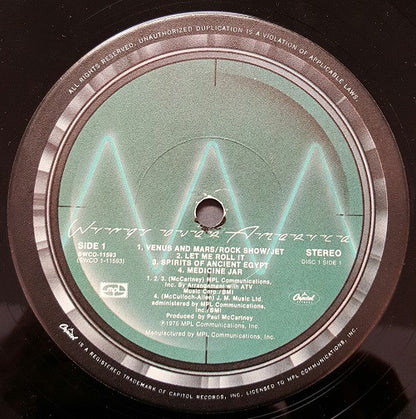 ALL RIGHTS RESERVED. UNAUTHORIZED DUPLICATION IS A VIOLATION OF APPLICABLE LAWS.
Wings over America
SIDE 1
SWCO-11593
(SNCO 1-11593)
1. VENUS AND MARS/ROCK SHOW/JET
2. LET ME ROLL IT
3. SPIRITS OF ANCIENT EGYPT
4. MEDICINE JAR
STEREO
DISC 1 SIDE 1
1. 2. 3. (McCartney) MPL Communications,
Inc. By Arrangement with ATV
Music Corp./BMI
4. (McCulloch-Allen) J. M. Music Ltd.
administered by MPL Communications,
Inc./BMI
Produced by Paul McCartney
℗1976 MPL Communications, Inc.
Manufactured by MPL Communications, Inc.
mpl
Capitol
Capitol IS A REGISTERED TRADEMARK OF CAPITOL RECORDS, INC. LICENSED TO MPL COMMUNICATIONS, INC.